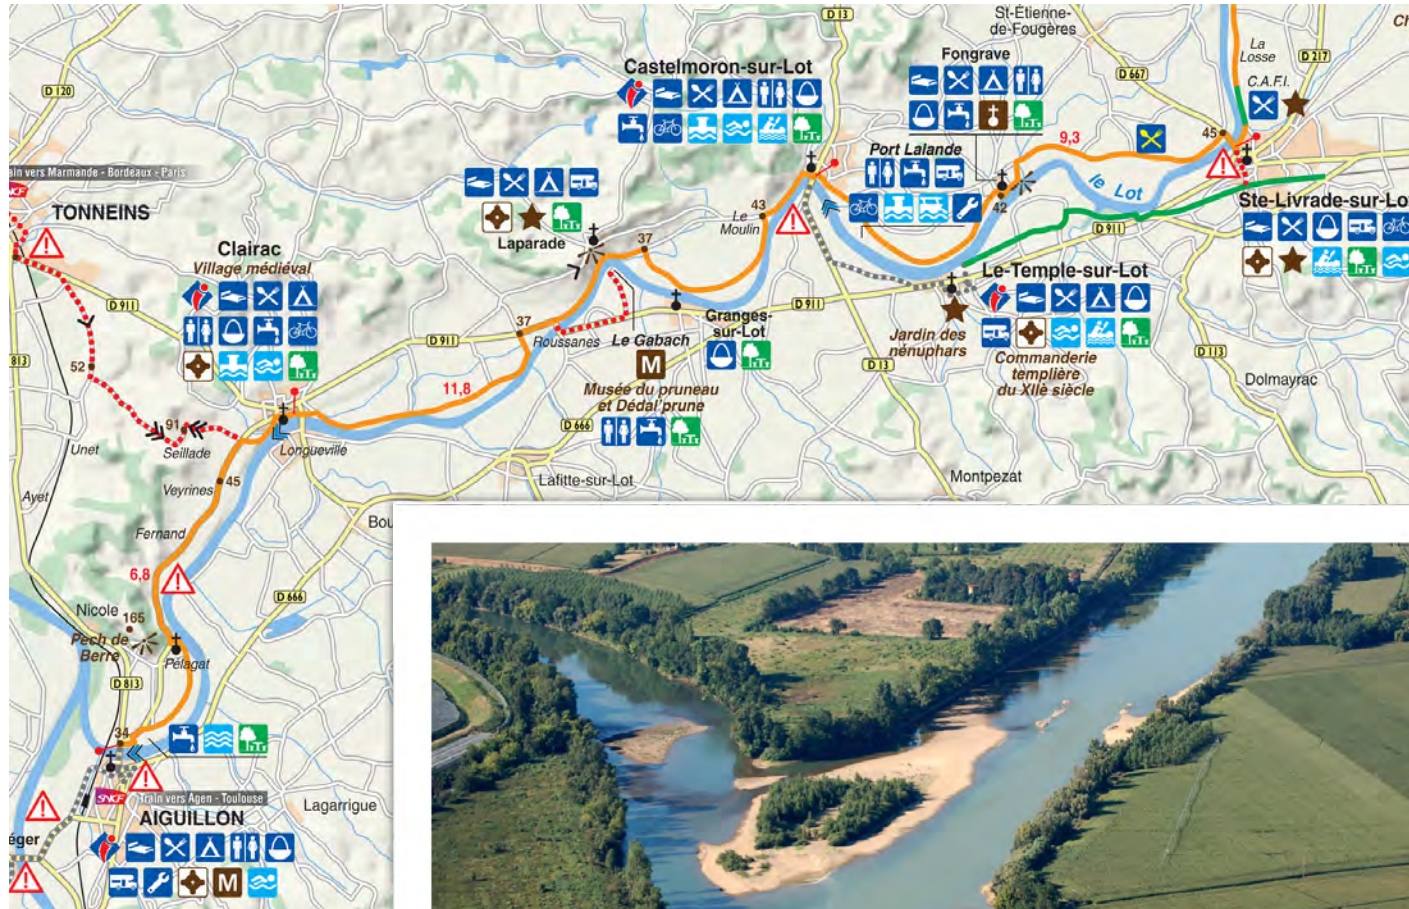 D 13
St-Étienne-
de-Fougères
Ch
La
Losse
D 217
Castelmoron-sur-Lot
Fongrave
D 667
C.A.F.I.
D 120
9,3
45
Port Lalande
le Lot
ain vers Marmande - Bordeaux - Paris
SNCF
TONNEINS
42
Ste-Livrade-sur-Lot
43
Le
Moulin
Laparade
37
D 911
Clairac
Village médiéval
Le-Temple-sur-Lot
D 911
D 911
Granges-
sur-Lot
37
D 911
Roussanes
Le Gabach
M
Jardin des
nénuphars
Commanderie
templière
du XIIè siècle
813
52
D 13
D 113
Dolmayrac
11,8
Musée du pruneau
et Dédal'prune
D 666
91
Seillade
Unet
Longueville
Lafitte-sur-Lot
Montpezat
Veyrines
45
Ayet
Bou
Fernand
6,8
D 666
Nicole
165
Pech de
Berre
Pélagat
D 813
34
SNCF
Train vers Agen - Toulouse
Lagarrigue
AIGUILLON
éger
M